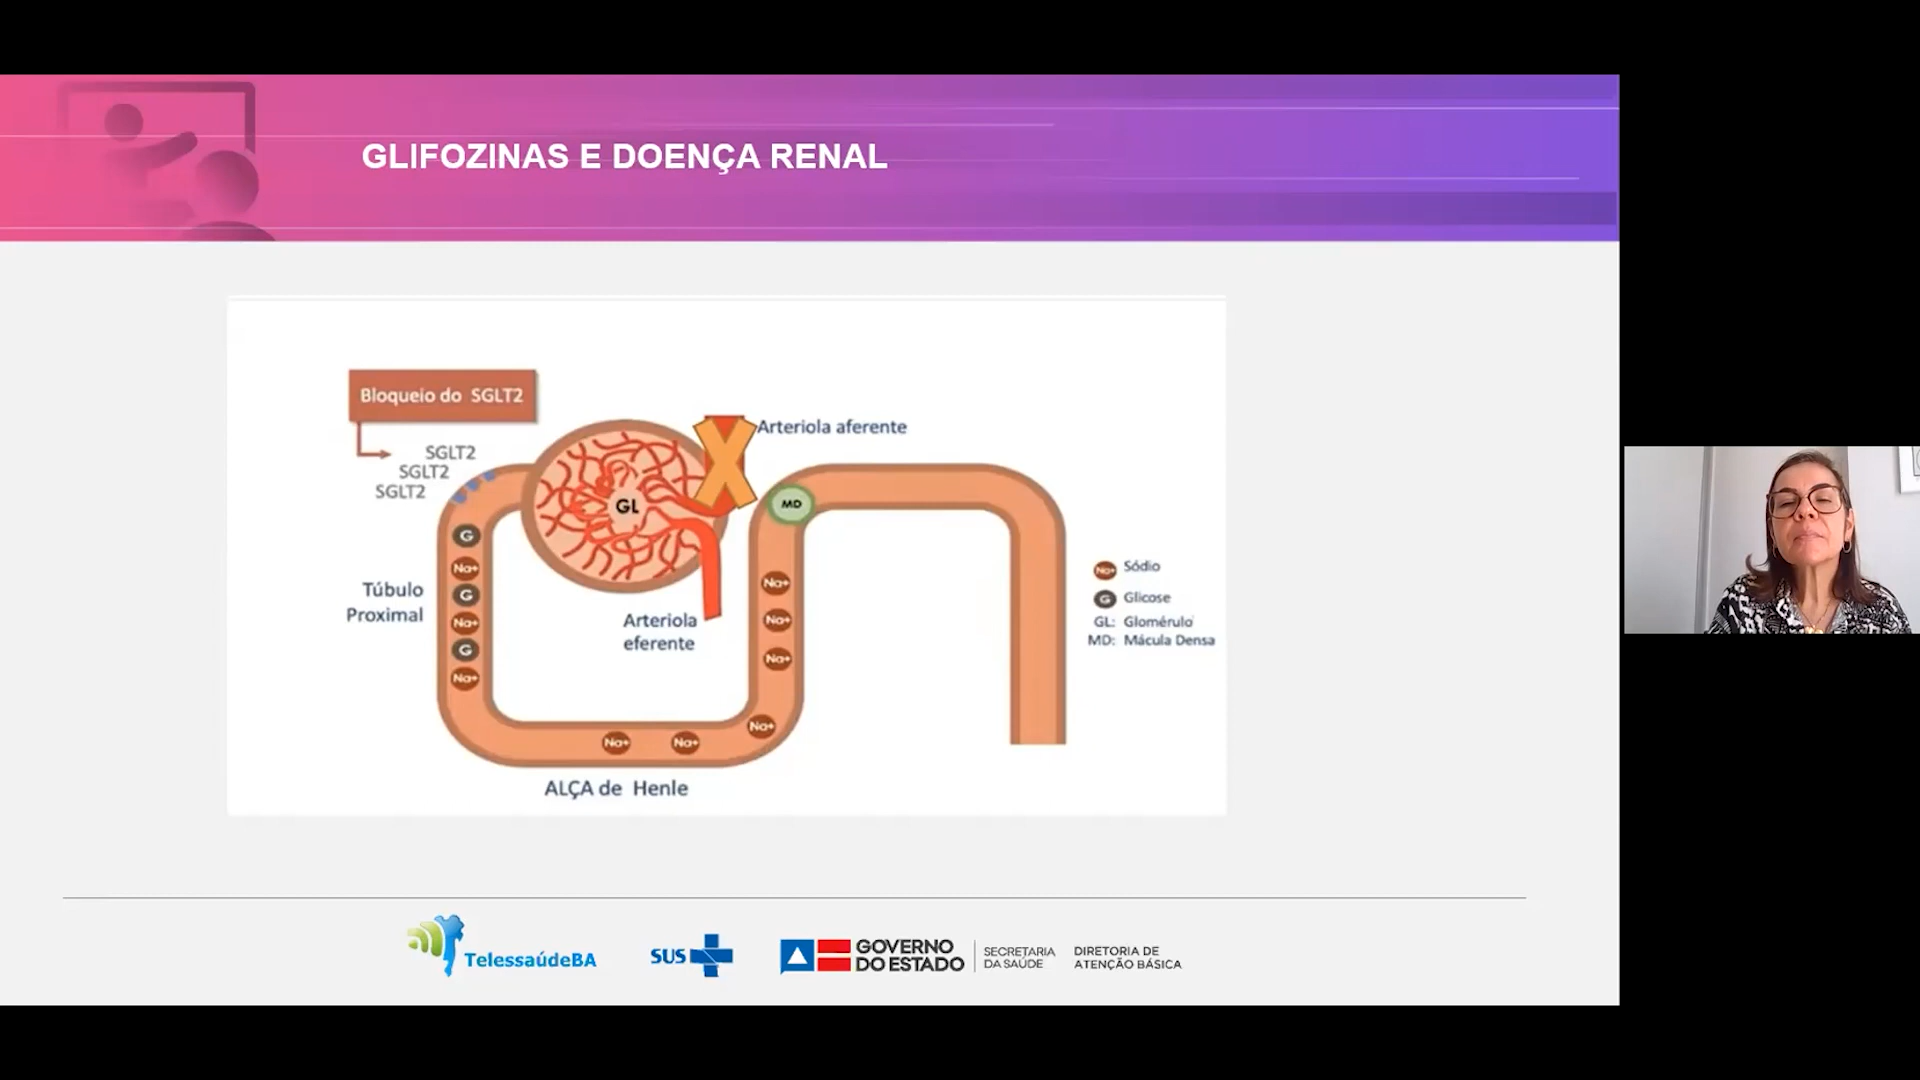 GLIFOZINAS E DOENÇA RENAL
Bloqueio do SGLT2
SGLT2
SGLT2
SGLT2
Arteriola aferente
GL
MD
G
Na+
G
Na+
G
Na+
Túbulo
Proximal
Arteriola
eferente
Na+
Na+
Na+
Na+
Na+
Na+
ALÇA de Henle
Na+ Sódio
G Glicose
GL: Glomérulo
MD: Mácula Densa
TelessaúdeBA
SUS
GOVERNO
DO ESTADO
SECRETARIA
DA SAÚDE
DIRETORIA DE
ATENÇÃO BÁSICA